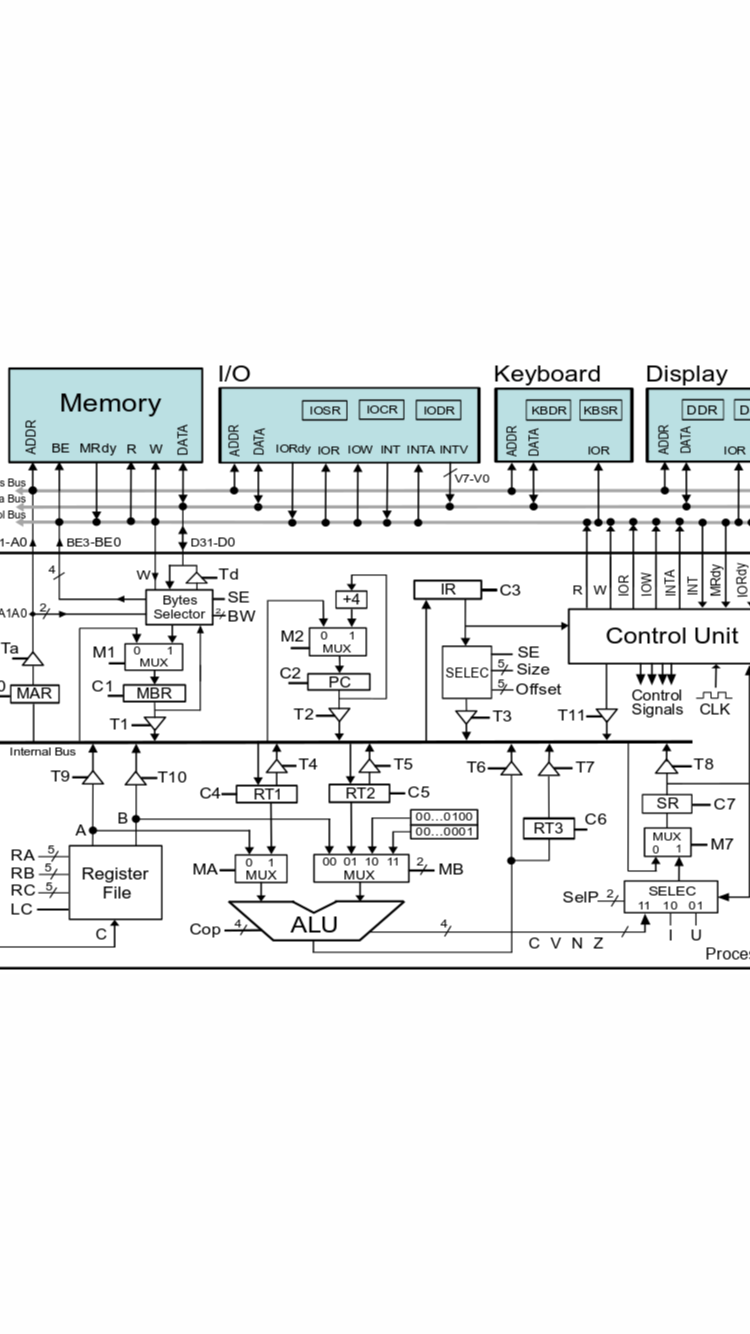 I/O
Keyboard
Display
Memory
IOSR
IOCR
IODR
KBDR
KBSR
DDR
D
ADDR
BE
MRdy
R
W
DATA
ADDR
DATA
IORdy
IOR
IOW
INT
INTA
INTV
ADDR
DATA
IOR
ADDR
DATA
IOR
V7-V0
s Bus
a Bus
ol Bus
1-A0
BE3-BE0
D31-D0
4
W
Td
SE
BW
2
Bytes
Selector
A1A0
2
+4
IR
C3
R
W
IOR
IOW
INTA
INT
MRdy
IORdy
Control Unit
Ta
M1
0 1
MUX
M2
0 1
MUX
SELEC
SE
5
Size
5
Offset
0
MAR
C1
MBR
C2
PC
Control
Signals
CLK
T1
T2
T3
T11
Internal Bus
T9
T10
T4
T5
T6
T7
T8
C4
RT1
RT2
C5
SR
C7
00...0100
00...0001
RT3
C6
A
B
MUX
0 1
M7
RA
5
RB
5
RC
5
LC
Register
File
MA
0 1
MUX
00 01 10 11
MUX
2
MB
SelP
2
SELEC
11 10 01
I U
C
Cop
4
ALU
4
C V N Z
Proces